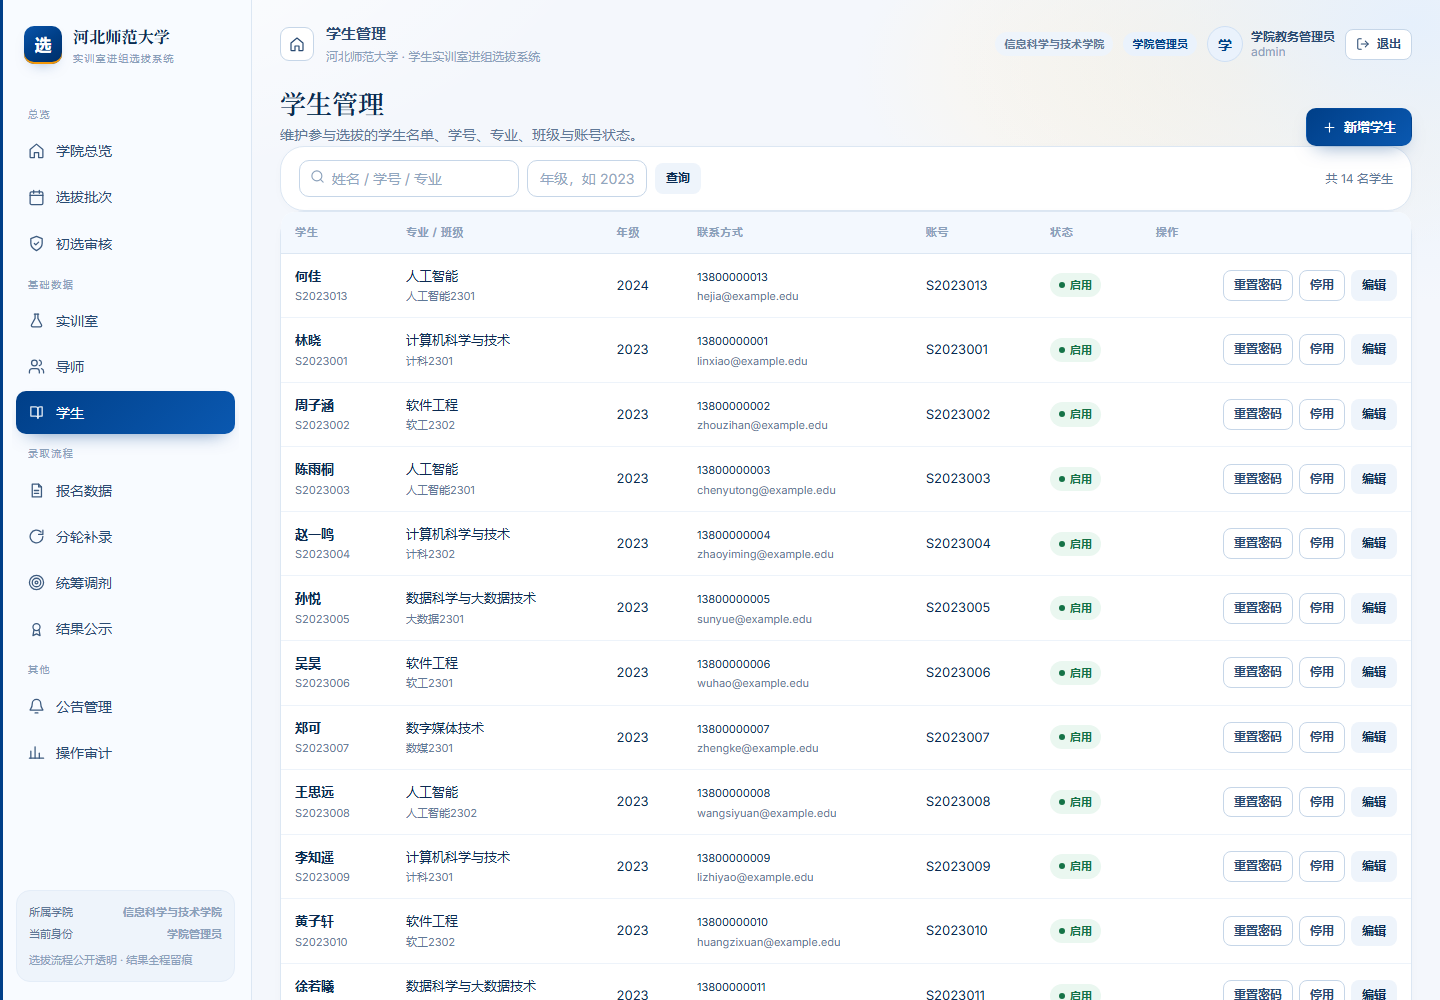 选
河北师范大学
实训室进组选拔系统
总览
学院总览
选拔批次
初选审核
基础数据
实训室
导师
学生
录取流程
报名数据
分轮补录
统筹调剂
结果公示
其他
公告管理
操作审计
所属学院 信息科学与技术学院
当前身份 学院管理员
选拔流程公开透明 · 结果全程留痕
学生管理
河北师范大学 · 学生实训室进组选拔系统
信息科学与技术学院 学院管理员 学 学院教务管理员
admin
退出
学生管理
维护参与选拔的学生名单、学号、专业、班级与账号状态。
新增学生
姓名 / 学号 / 专业 年级，如 2023 查询 共 14 名学生
学生 专业 / 班级 年级 联系方式 账号 状态 操作
何佳 人工智能 2024 13800000013 S2023013 启用 重置密码 停用 编辑
S2023013 人工智能2301 hejia@example.edu
林晓 计算机科学与技术 2023 13800000001 S2023001 启用 重置密码 停用 编辑
S2023001 计科2301 linxiao@example.edu
周子涵 软件工程 2023 13800000002 S2023002 启用 重置密码 停用 编辑
S2023002 软工2302 zhouzihan@example.edu
陈雨桐 人工智能 2023 13800000003 S2023003 启用 重置密码 停用 编辑
S2023003 人工智能2301 chenyutong@example.edu
赵一鸣 计算机科学与技术 2023 13800000004 S2023004 启用 重置密码 停用 编辑
S2023004 计科2302 zhaoyiming@example.edu
孙悦 数据科学与大数据技术 2023 13800000005 S2023005 启用 重置密码 停用 编辑
S2023005 大数据2301 sunyue@example.edu
吴昊 软件工程 2023 13800000006 S2023006 启用 重置密码 停用 编辑
S2023006 软工2301 wuhao@example.edu
郑可 数字媒体技术 2023 13800000007 S2023007 启用 重置密码 停用 编辑
S2023007 数媒2301 zhengke@example.edu
王思远 人工智能 2023 13800000008 S2023008 启用 重置密码 停用 编辑
S2023008 人工智能2302 wangsiyuan@example.edu
李知遥 计算机科学与技术 2023 13800000009 S2023009 启用 重置密码 停用 编辑
S2023009 计科2301 lizhiyao@example.edu
黄子轩 软件工程 2023 13800000010 S2023010 启用 重置密码 停用 编辑
S2023010 软工2302 huangzixuan@example.edu
徐若曦 数据科学与大数据技术 2023 13800000011 S2023011 启用 重置密码 停用 编辑